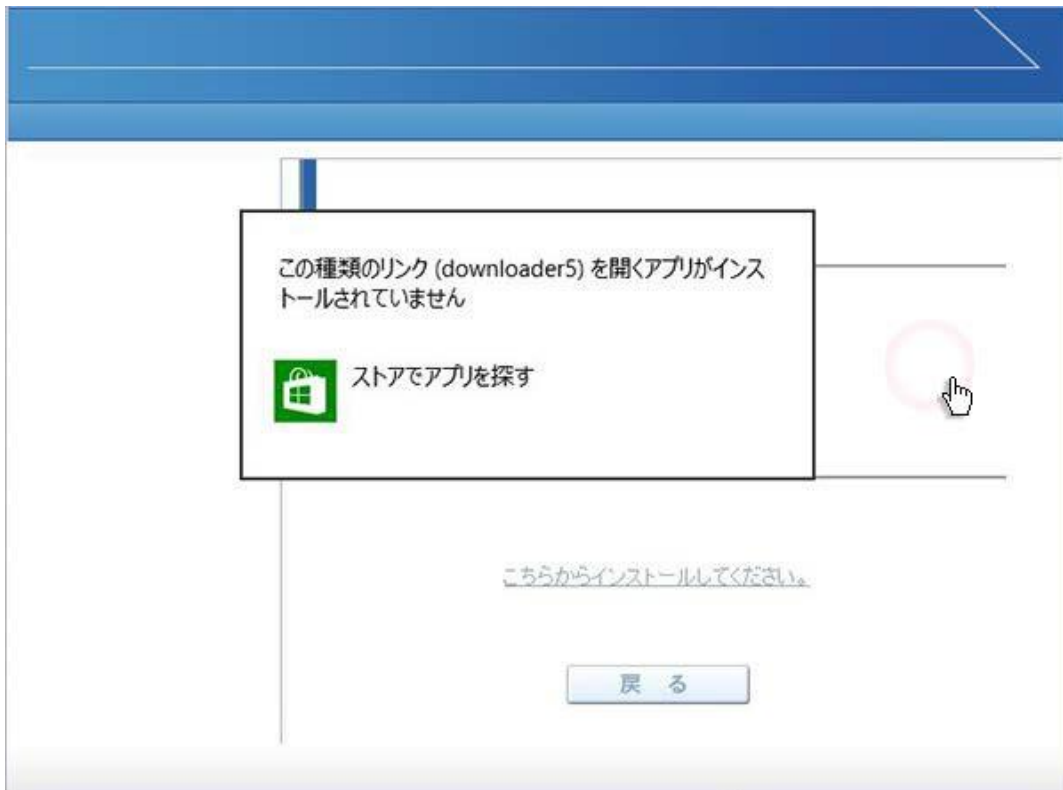 この種類のリンク (downloader5) を開くアプリがインス
トールされていません
ストアでアプリを探す
こちらからインストールしてください。
戻 る